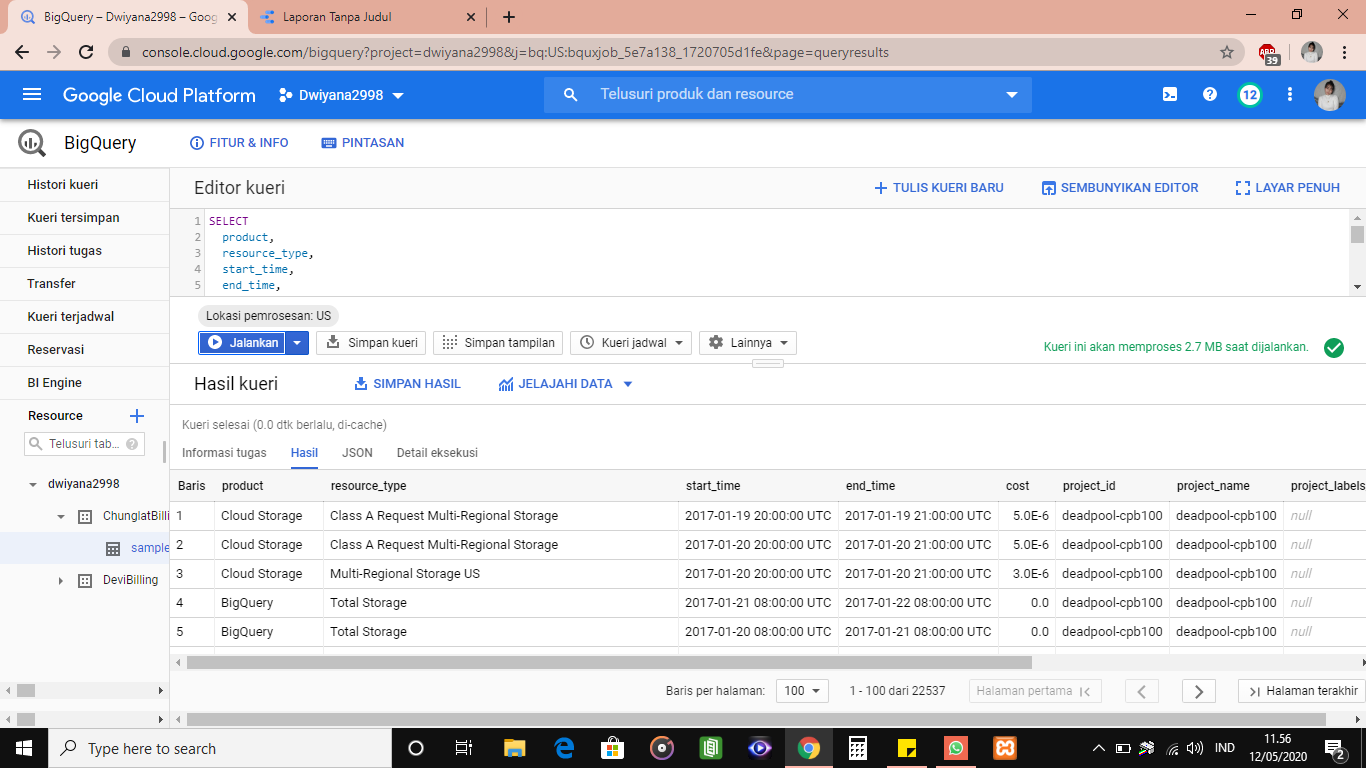 BigQuery – Dwiyana2998 – Goog
Laporan Tanpa Judul
console.cloud.google.com/bigquery?project=dwiyana2998&j=bq:US:bquxjob_5e7a138_1720705d1fe&page=queryresults
ABP
39
Google Cloud Platform
Dwiyana2998
Telusuri produk dan resource
12
BigQuery
FITUR & INFO
PINTASAN
Histori kueri
Kueri tersimpan
Histori tugas
Transfer
Kueri terjadwal
Reservasi
BI Engine
Resource
Telusuri tab...
dwiyana2998
ChunglatBilli
sample
DeviBilling
Editor kueri
TULIS KUERI BARU
SEMBUNYIKAN EDITOR
LAYAR PENUH
1 SELECT
2 product,
3 resource_type,
4 start_time,
5 end_time,
Lokasi pemrosesan: US
Jalankan
Simpan kueri
Simpan tampilan
Kueri jadwal
Lainnya
Kueri ini akan memproses 2.7 MB saat dijalankan.
Hasil kueri
SIMPAN HASIL
JELAJAHI DATA
Kueri selesai (0.0 dtk berlalu, di-cache)
Informasi tugas Hasil JSON Detail eksekusi
Baris product resource_type start_time end_time cost project_id project_name project_labels
1 Cloud Storage Class A Request Multi-Regional Storage 2017-01-19 20:00:00 UTC 2017-01-19 21:00:00 UTC 5.0E-6 deadpool-cpb100 deadpool-cpb100 null
2 Cloud Storage Class A Request Multi-Regional Storage 2017-01-20 20:00:00 UTC 2017-01-20 21:00:00 UTC 5.0E-6 deadpool-cpb100 deadpool-cpb100 null
3 Cloud Storage Multi-Regional Storage US 2017-01-20 20:00:00 UTC 2017-01-20 21:00:00 UTC 3.0E-6 deadpool-cpb100 deadpool-cpb100 null
4 BigQuery Total Storage 2017-01-21 08:00:00 UTC 2017-01-22 08:00:00 UTC 0.0 deadpool-cpb100 deadpool-cpb100 null
5 BigQuery Total Storage 2017-01-20 08:00:00 UTC 2017-01-21 08:00:00 UTC 0.0 deadpool-cpb100 deadpool-cpb100 null
Baris per halaman: 100 1 - 100 dari 22537 Halaman pertama Halaman terakhir
Type here to search
IND
11.56
12/05/2020
2